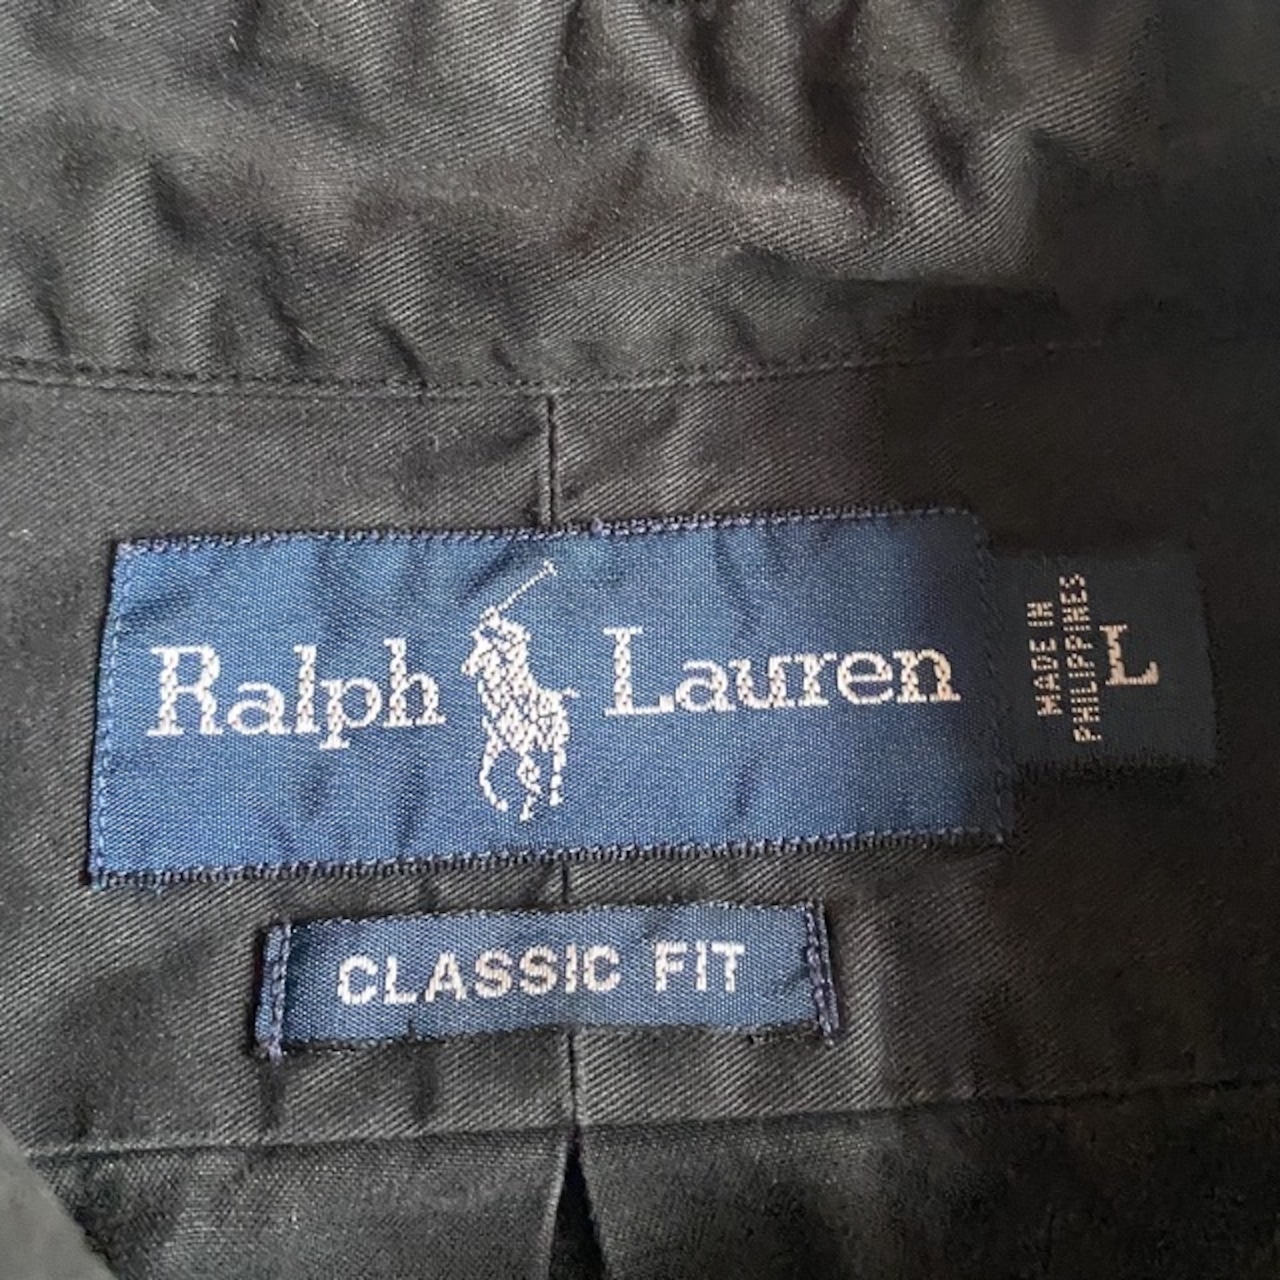 Ralph Lauren
MADE IN
PHILIPPINES
L
CLASSIC FIT